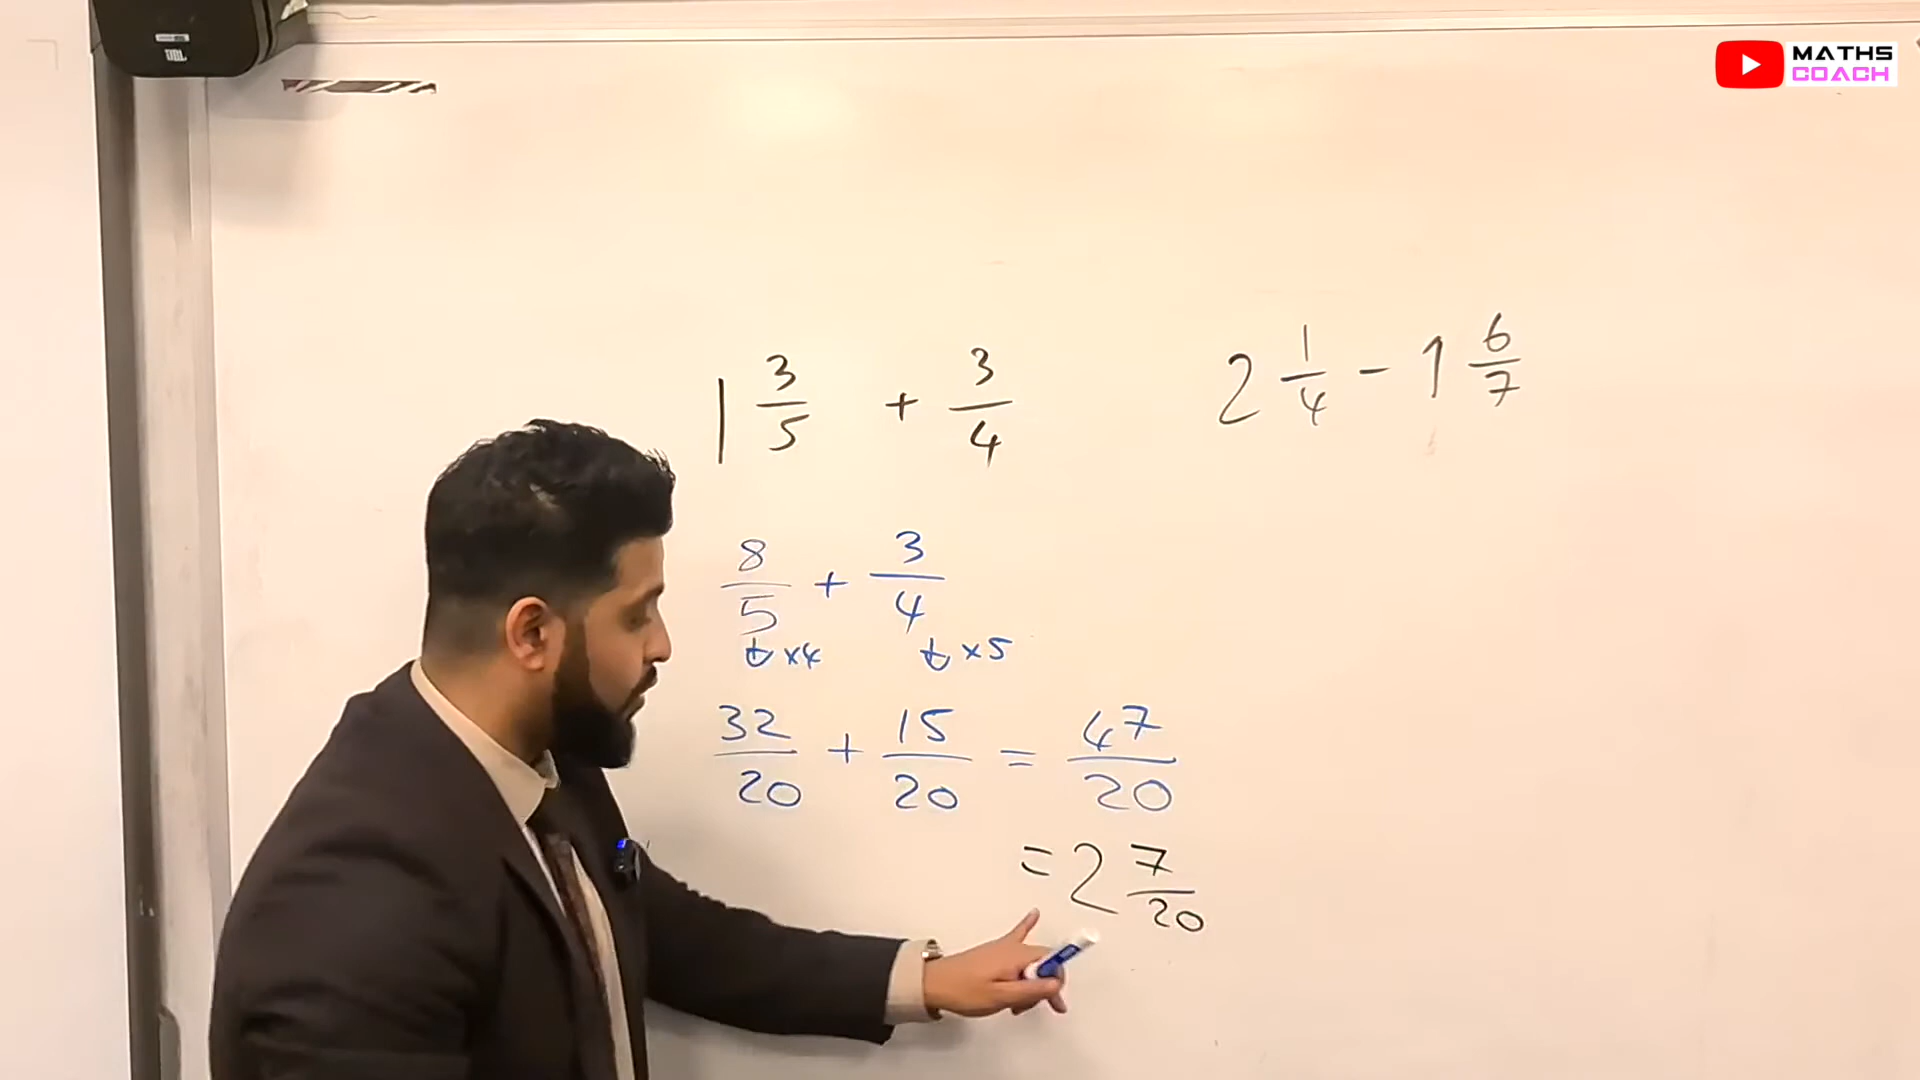 JBL
MATHS
COACH
1 3/5 + 3/4
2 1/4 - 1 6/7
8/5 + 3/4
↓ ×4 ↓ ×5
32/20 + 15/20 = 47/20
= 2 7/20